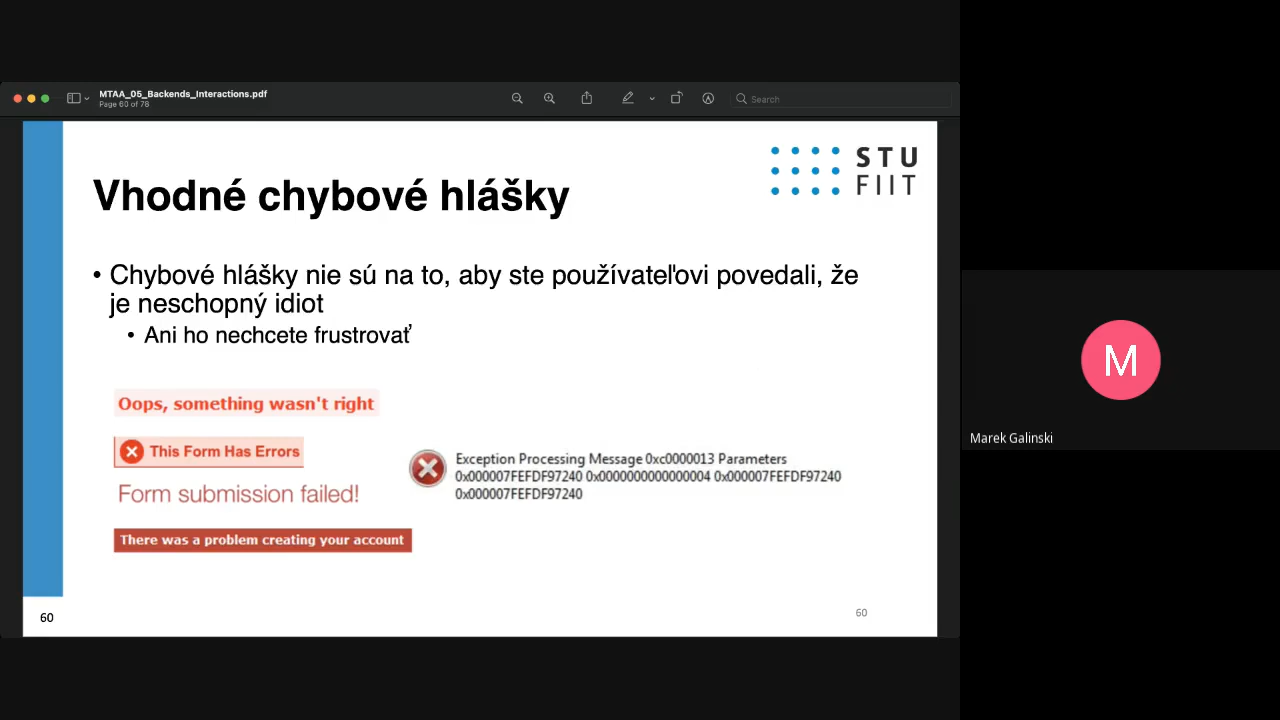 MTAA_05_Backends_Interactions.pdf
Page 60 of 78
Search
STU
FIIT
Vhodné chybové hlášky
• Chybové hlášky nie sú na to, aby ste používateľovi povedali, že
je neschopný idiot
• Ani ho nechcete frustrovať
Oops, something wasn't right
This Form Has Errors
Form submission failed!
There was a problem creating your account
Exception Processing Message 0xc0000013 Parameters
0x000007FEFDF97240 0x0000000000000004 0x000007FEFDF97240
0x000007FEFDF97240
60
60
M
Marek Galinski